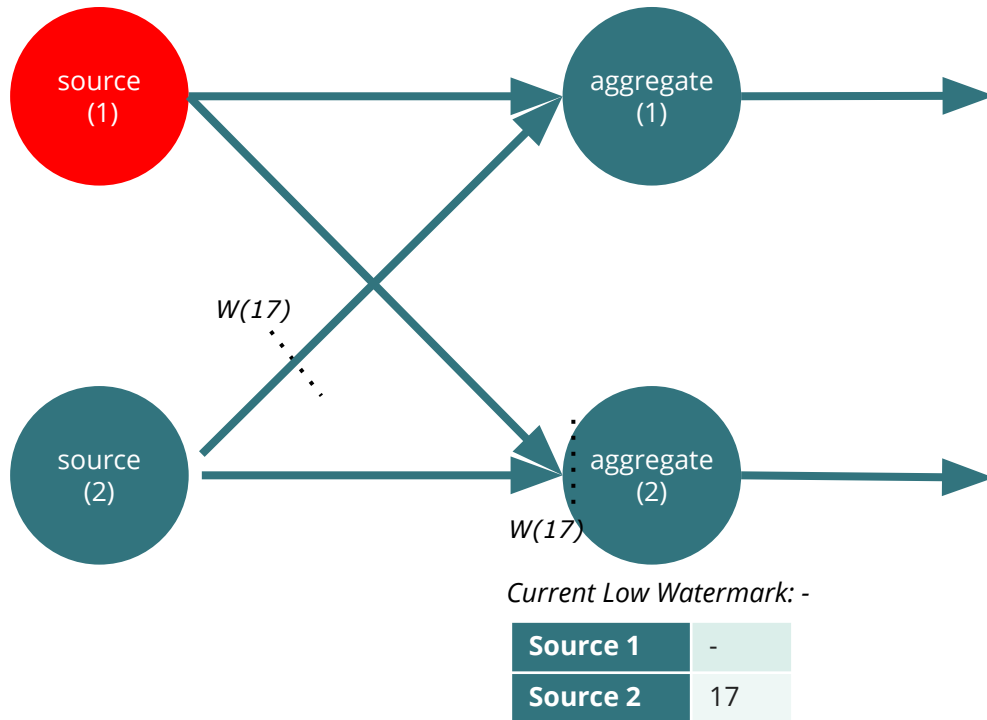 source
(1)
aggregate
(1)
W(17)
source
(2)
aggregate
(2)
W(17)
Current Low Watermark: -
Source 1 -
Source 2 17